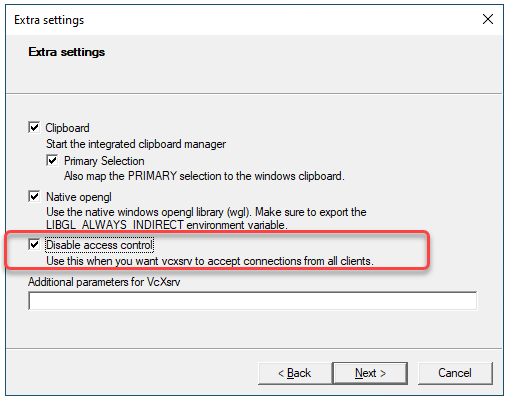 Extra settings
Extra settings
Clipboard
Start the integrated clipboard manager
Primary Selection
Also map the PRIMARY selection to the windows clipboard.
Native opengl
Use the native windows opengl library (wgl). Make sure to export the
LIBGL_ALWAYS_INDIRECT environment variable.
Disable access control
Use this when you want vcxsrv to accept connections from all clients.
Additional parameters for VcXsrv
< Back Next > Cancel